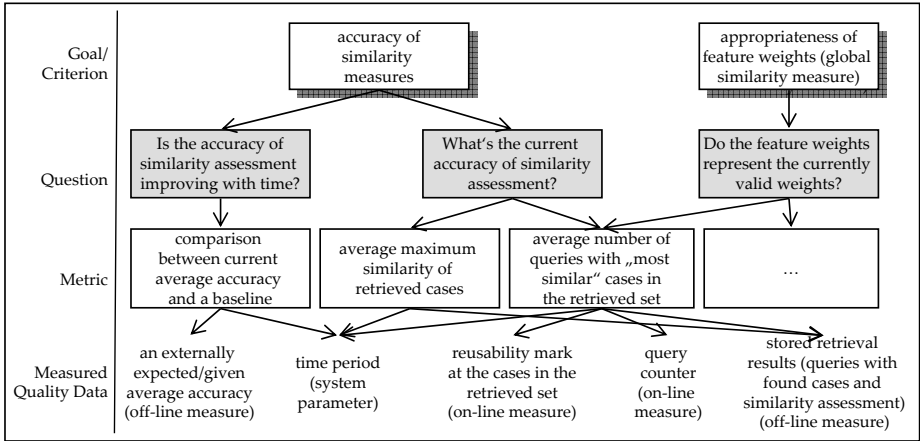 Goal/
Criterion
accuracy of
similarity
measures
appropriateness of
feature weights (global
similarity measure)
Question
Is the accuracy of
similarity assessment
improving with time?
What‘s the current
accuracy of similarity
assessment?
Do the feature weights
represent the currently
valid weights?
Metric
comparison
between current
average accuracy
and a baseline
average maximum
similarity of
retrieved cases
average number of
queries with „most
similar“ cases in
the retrieved set
...
Measured
Quality Data
an externally
expected/given
average accuracy
(off-line measure)
time period
(system
parameter)
reusability mark
at the cases in the
retrieved set
(on-line measure)
query
counter
(on-line
measure)
stored retrieval
results (queries with
found cases and
similarity assessment)
(off-line measure)